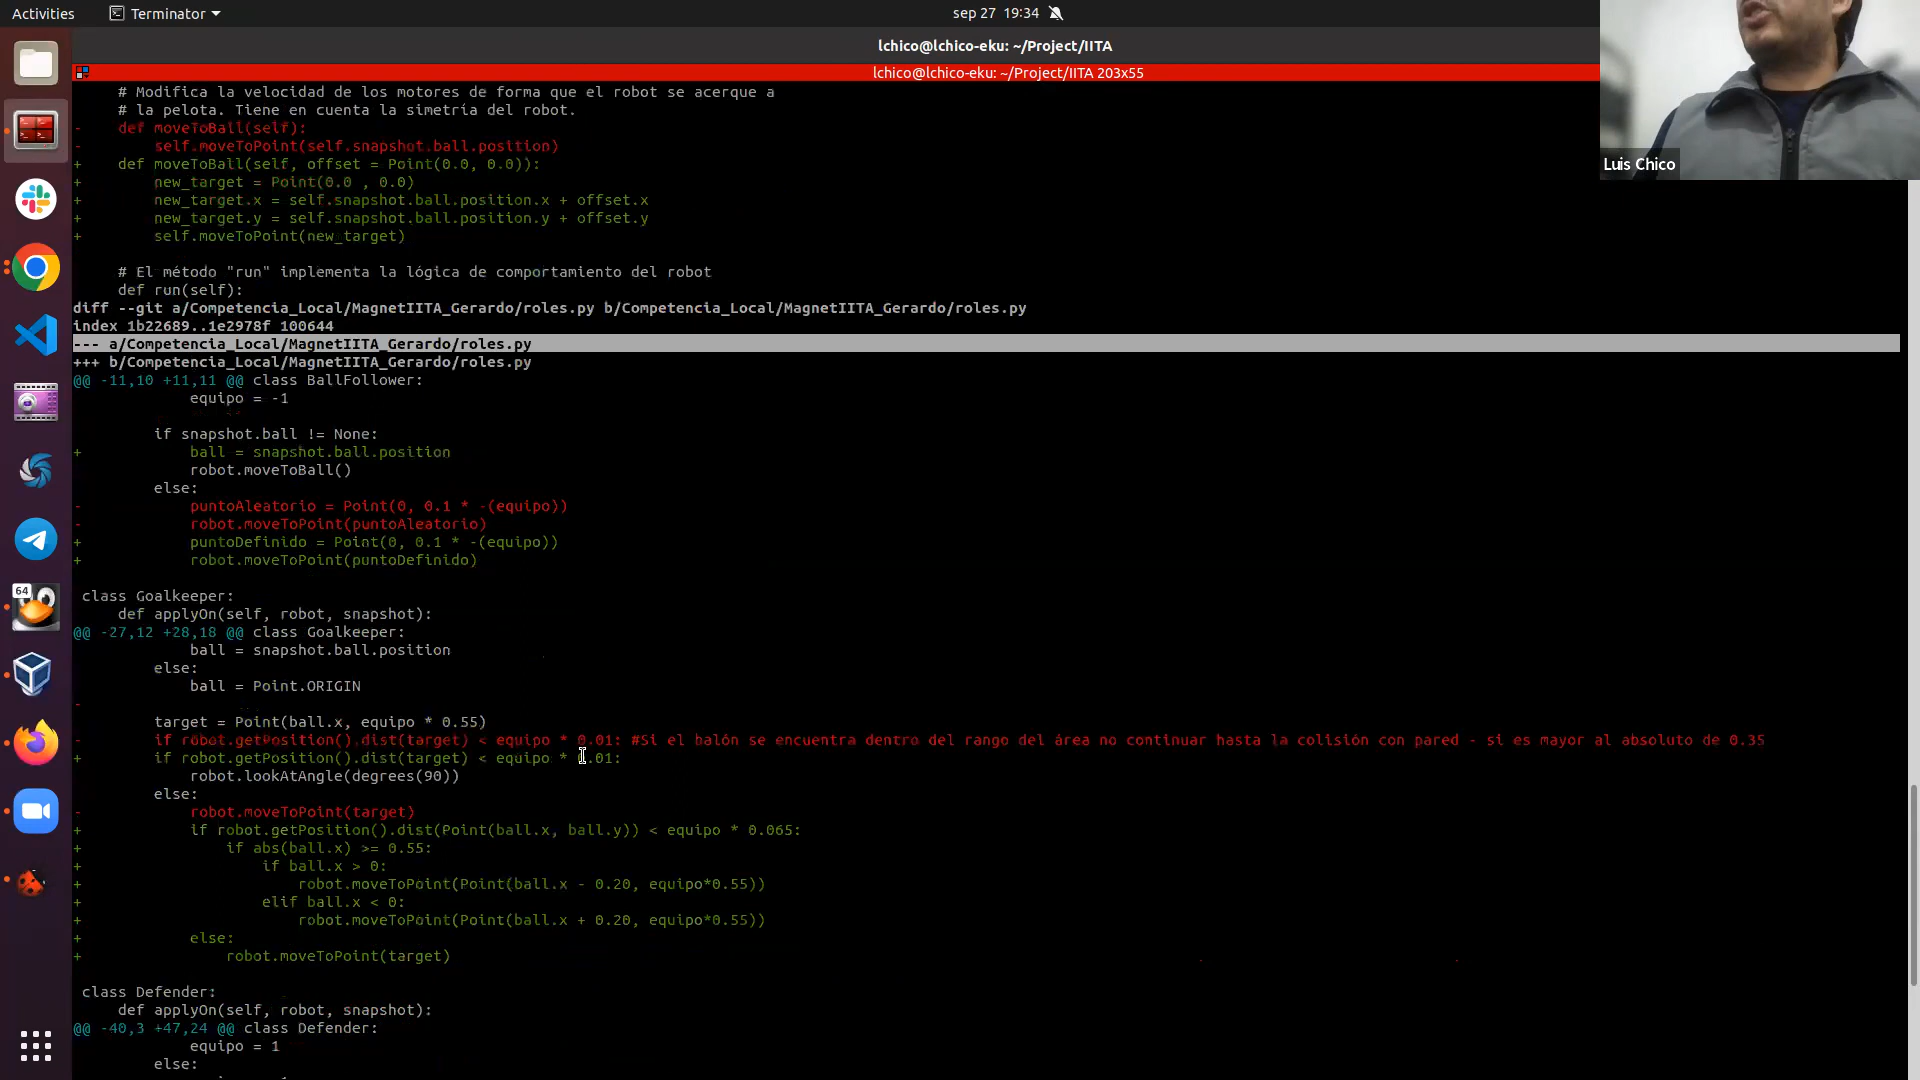 Activities
Terminator
sep 27 19:34
lchico@lchico-eku: ~/Project/IITA
lchico@lchico-eku: ~/Project/IITA 203x55
Luis Chico
64
# Modifica la velocidad de los motores de forma que el robot se acerque a
# la pelota. Tiene en cuenta la simetría del robot.
- def moveToBall(self):
- self.moveToPoint(self.snapshot.ball.position)
+ def moveToBall(self, offset = Point(0.0, 0.0)):
+ new_target = Point(0.0 , 0.0)
+ new_target.x = self.snapshot.ball.position.x + offset.x
+ new_target.y = self.snapshot.ball.position.y + offset.y
+ self.moveToPoint(new_target)
# El método "run" implementa la lógica de comportamiento del robot
def run(self):
diff --git a/Competencia_Local/MagnetIITA_Gerardo/roles.py b/Competencia_Local/MagnetIITA_Gerardo/roles.py
index 1b22689..1e2978f 100644
--- a/Competencia_Local/MagnetIITA_Gerardo/roles.py
+++ b/Competencia_Local/MagnetIITA_Gerardo/roles.py
@@ -11,10 +11,11 @@ class BallFollower:
equipo = -1
if snapshot.ball != None:
+ ball = snapshot.ball.position
robot.moveToBall()
else:
- puntoAleatorio = Point(0, 0.1 * -(equipo))
- robot.moveToPoint(puntoAleatorio)
+ puntoDefinido = Point(0, 0.1 * -(equipo))
+ robot.moveToPoint(puntoDefinido)
class Goalkeeper:
def applyOn(self, robot, snapshot):
@@ -27,12 +28,18 @@ class Goalkeeper:
ball = snapshot.ball.position
else:
ball = Point.ORIGIN
-
target = Point(ball.x, equipo * 0.55)
- if robot.getPosition().dist(target) < equipo * 0.01: #Si el balón se encuentra dentro del rango del área no continuar hasta la colisión con pared - si es mayor al absoluto de 0.35
+ if robot.getPosition().dist(target) < equipo * 0.01:
robot.lookAtAngle(degrees(90))
else:
- robot.moveToPoint(target)
+ if robot.getPosition().dist(Point(ball.x, ball.y)) < equipo * 0.065:
+ if abs(ball.x) >= 0.55:
+ if ball.x > 0:
+ robot.moveToPoint(Point(ball.x - 0.20, equipo*0.55))
+ elif ball.x < 0:
+ robot.moveToPoint(Point(ball.x + 0.20, equipo*0.55))
+ else:
+ robot.moveToPoint(target)
class Defender:
def applyOn(self, robot, snapshot):
@@ -40,3 +47,24 @@ class Defender:
equipo = 1
else: